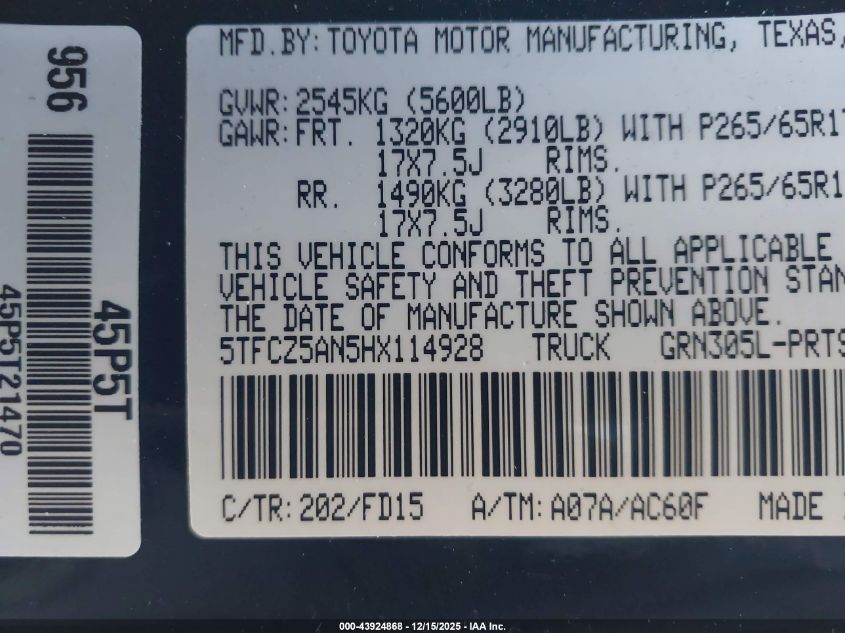 956
45P5T
45P5T21470
MFD.BY:TOYOTA MOTOR MANUFACTURING, TEXAS,
GVWR:2545KG (5600LB)
GAWR:FRT. 1320KG (2910LB) WITH P265/65R17
17X7.5J RIMS.
RR. 1490KG (3280LB) WITH P265/65R1
17X7.5J RIMS.
THIS VEHICLE CONFORMS TO ALL APPLICABLE
VEHICLE SAFETY AND THEFT PREVENTION STAN
THE DATE OF MANUFACTURE SHOWN ABOVE.
5TFCZ5AN5HX114928 TRUCK GRN305L-PRTS
C/TR:202/FD15 A/TM:A07A/AC60F MADE
000-43924868 - 12/15/2025 - IAA Inc.